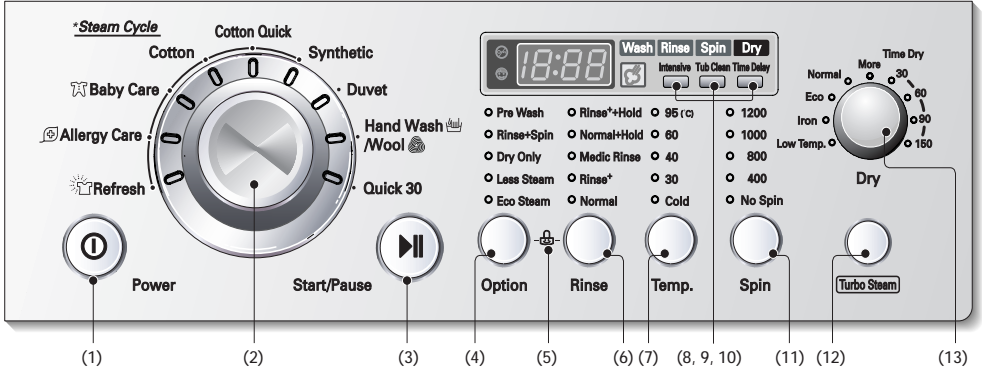 *Steam Cycle
Cotton Quick
Cotton
Synthetic
Baby Care
Duvet
Allergy Care
Hand Wash
/Wool
Refresh
Quick 30
Power
Start/Pause
18:88
Wash Rinse Spin Dry
Intensive Tub Clean Time Delay
Pre Wash
Rinse+Spin
Dry Only
Less Steam
Eco Steam
Option
Rinse⁺+Hold
Normal+Hold
Medic Rinse
Rinse⁺
Normal
Rinse
95 (°C)
60
40
30
Cold
Temp.
1200
1000
800
400
No Spin
Spin
Time Dry
More
Normal
Eco
Iron
Low Temp.
30
60
90
150
Dry
Turbo Steam
(1) (2) (3) (4) (5) (6) (7) (8, 9, 10) (11) (12) (13)